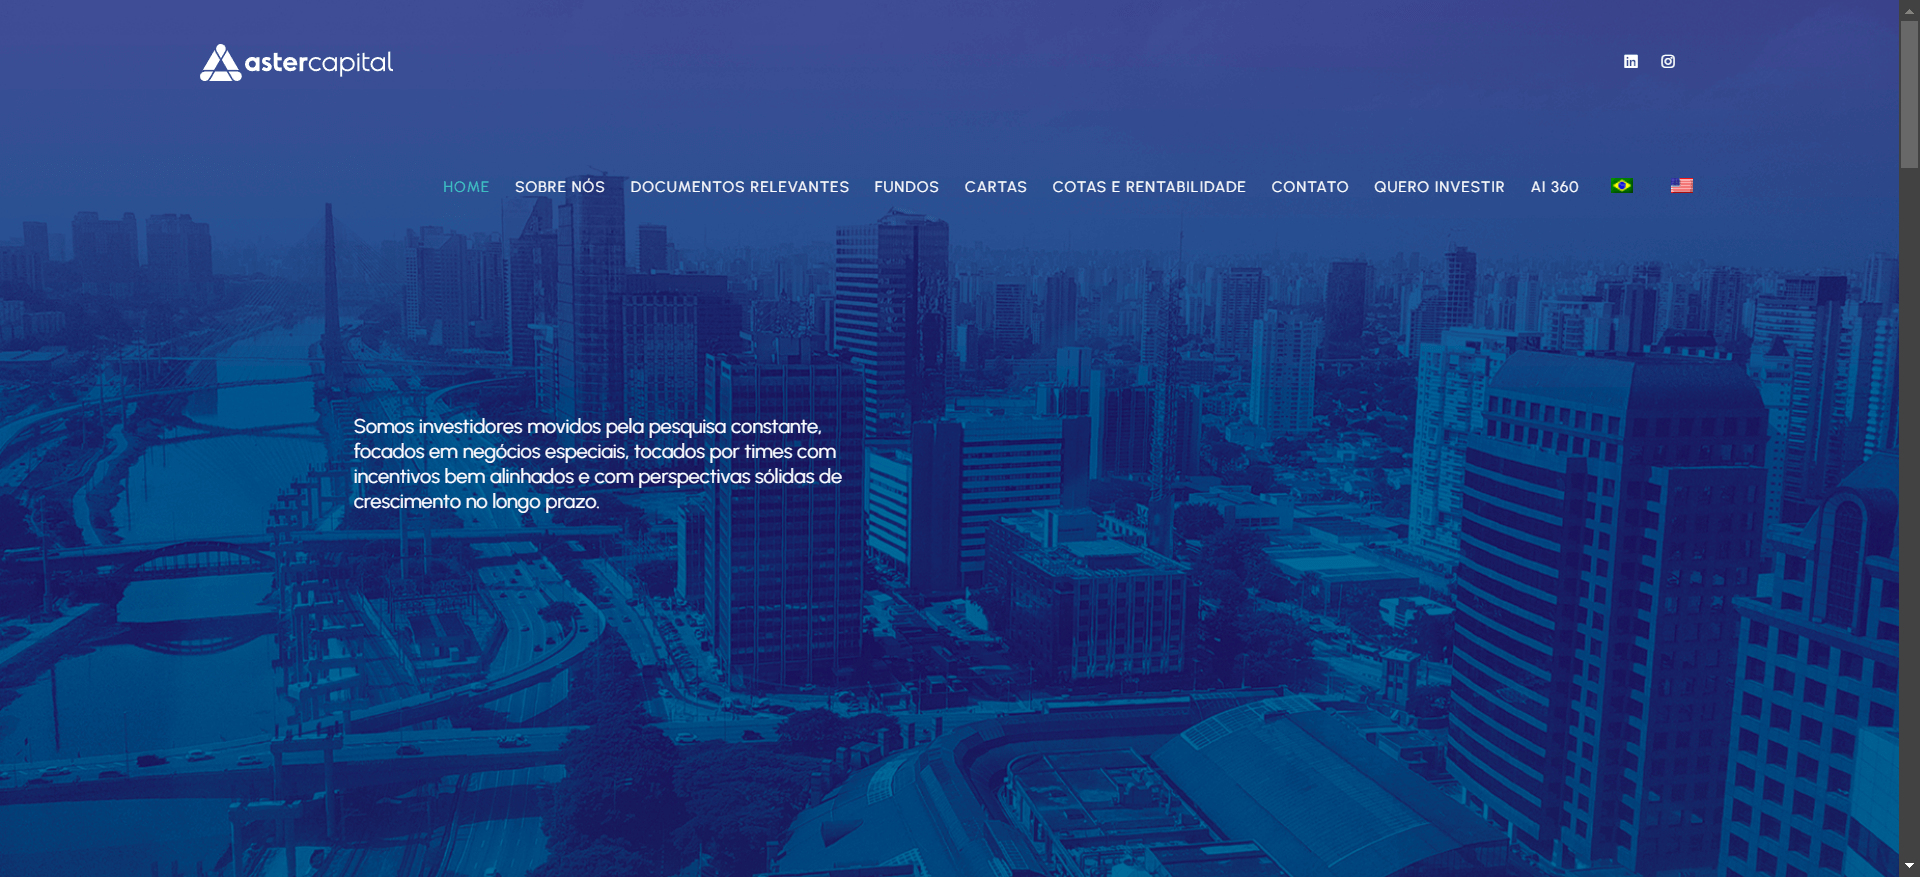 astercapital
HOME SOBRE NÓS DOCUMENTOS RELEVANTES FUNDOS CARTAS COTAS E RENTABILIDADE CONTATO QUERO INVESTIR AI 360
Somos investidores movidos pela pesquisa constante,
focados em negócios especiais, tocados por times com
incentivos bem alinhados e com perspectivas sólidas de
crescimento no longo prazo.